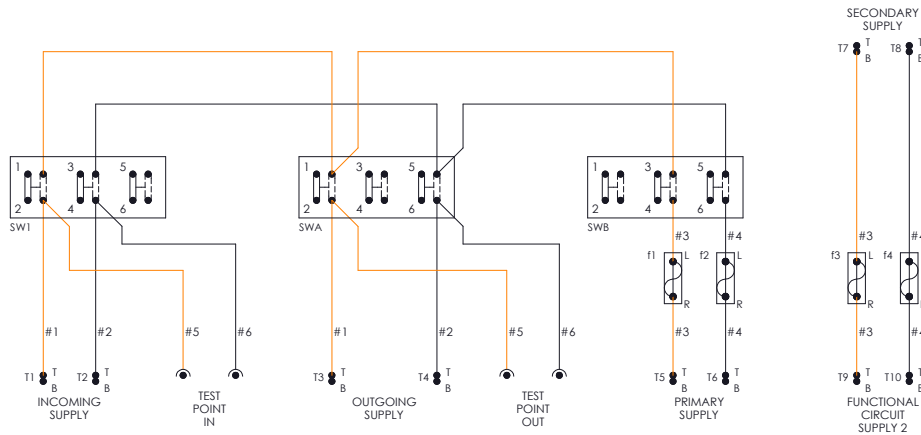 SECONDARY
SUPPLY
T7 T B T8 T B
1 3 5
2 4 6
SW1
1 3 5
2 4 6
SWA
1 3 5
2 4 6
SWB
#3 #4 #3 #4
f1 L f2 L f3 L f4
R R R
#1 #2 #5 #6 #1 #2 #5 #6 #3 #4 #3 #4
T1 T B T2 T B T3 T B T4 T B T5 T B T6 T B T9 T B T10 T B
INCOMING
SUPPLY
TEST
POINT
IN
OUTGOING
SUPPLY
TEST
POINT
OUT
PRIMARY
SUPPLY
FUNCTIONAL
CIRCUIT
SUPPLY 2